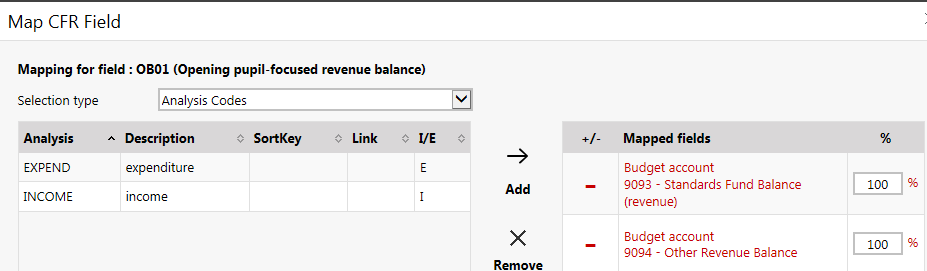 Map CFR Field
Mapping for field : OB01 (Opening pupil-focused revenue balance)
Selection type Analysis Codes
Analysis Description SortKey Link I/E
EXPEND expenditure E
INCOME income I
Add
Remove
+/- Mapped fields %
Budget account
9093 - Standards Fund Balance
(revenue)
100 %
Budget account
9094 - Other Revenue Balance
100 %